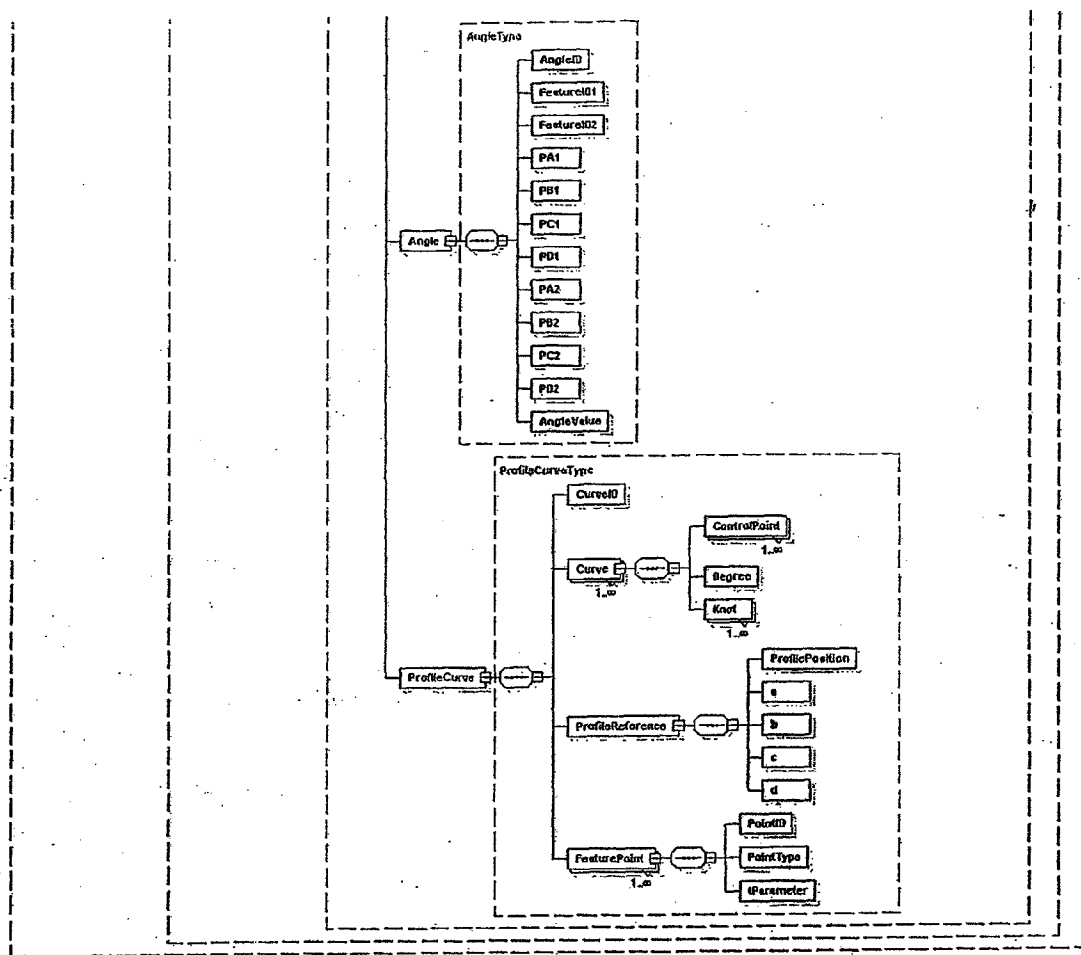 AngleType
AngleID
FeatureID1
FeatureID2
PA1
PB1
PC1
PD1
Angle
PA2
PB2
PC2
PD2
AngleValue
ProfileCurveType
CurveID
ControlPoint
1..∞
Curve
1..∞
Degree
Knot
1..∞
ProfilePosition
ProfileCurve
a
ProfileReference
b
c
d
PointID
FeaturePoint
1..∞
PointType
tParameter